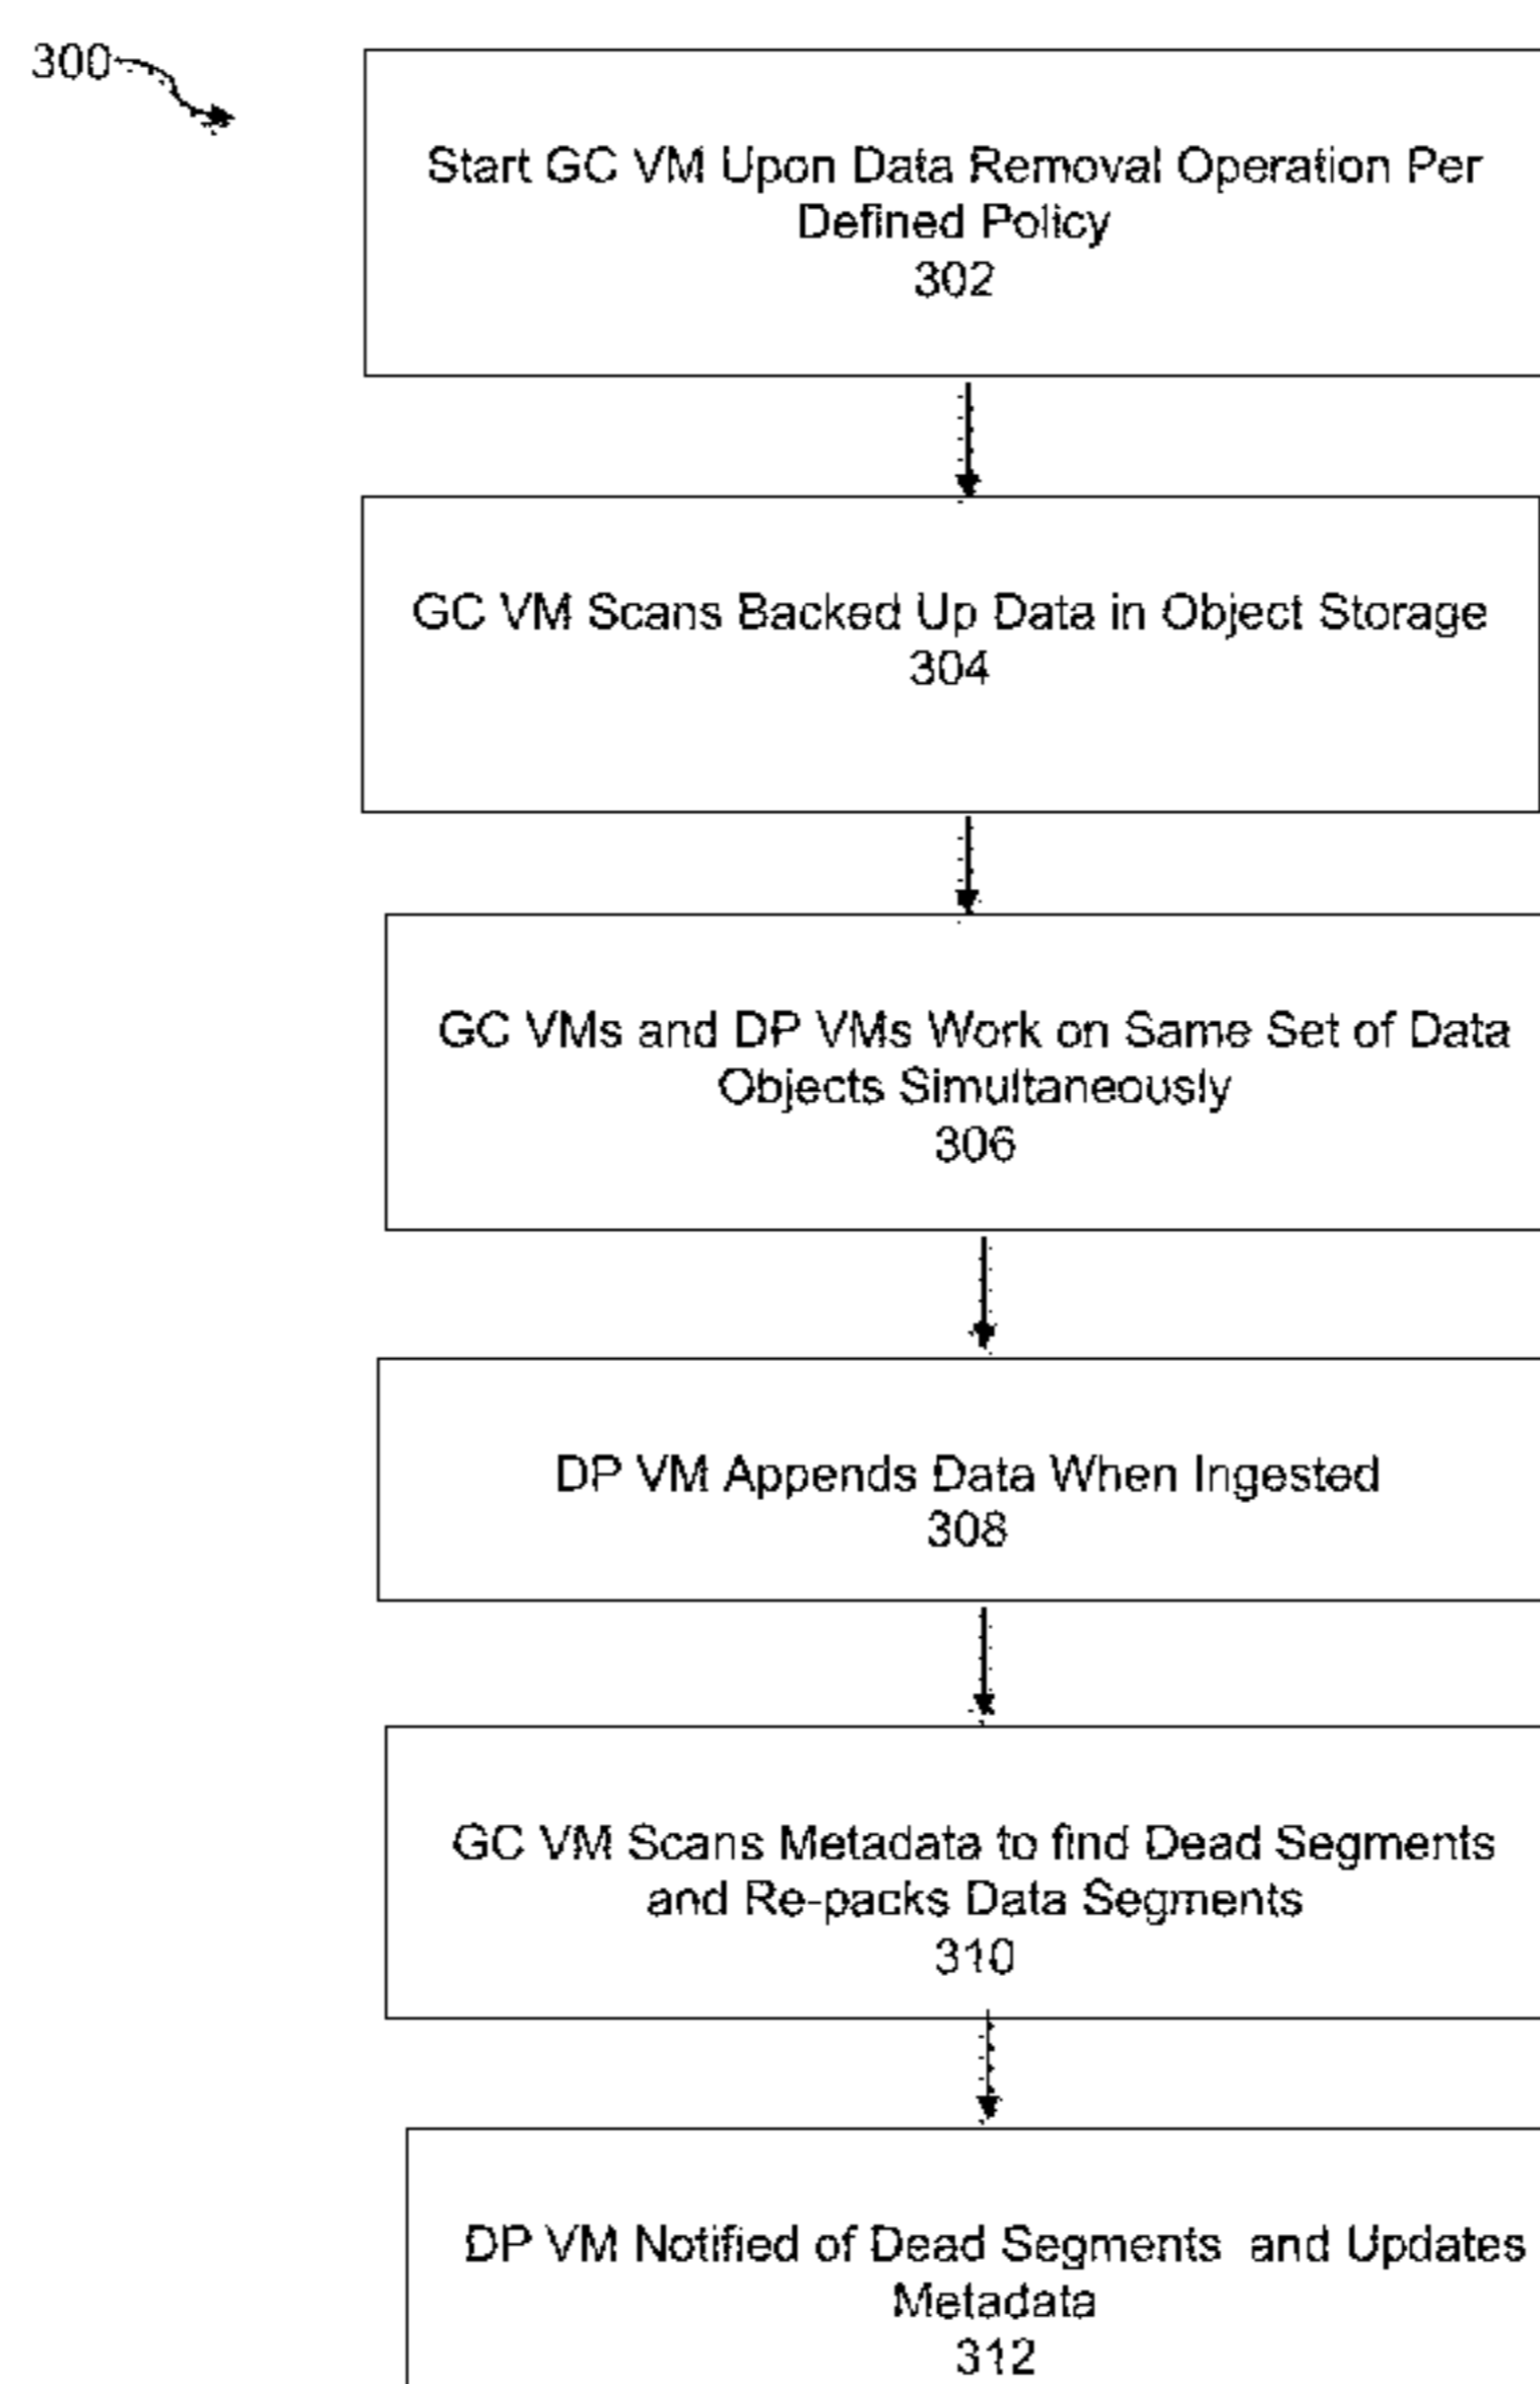 300
Start GC VM Upon Data Removal Operation Per
Defined Policy
302
GC VM Scans Backed Up Data in Object Storage
304
GC VMs and DP VMs Work on Same Set of Data
Objects Simultaneously
306
DP VM Appends Data When Ingested
308
GC VM Scans Metadata to find Dead Segments
and Re-packs Data Segments
310
DP VM Notified of Dead Segments and Updates
Metadata
312